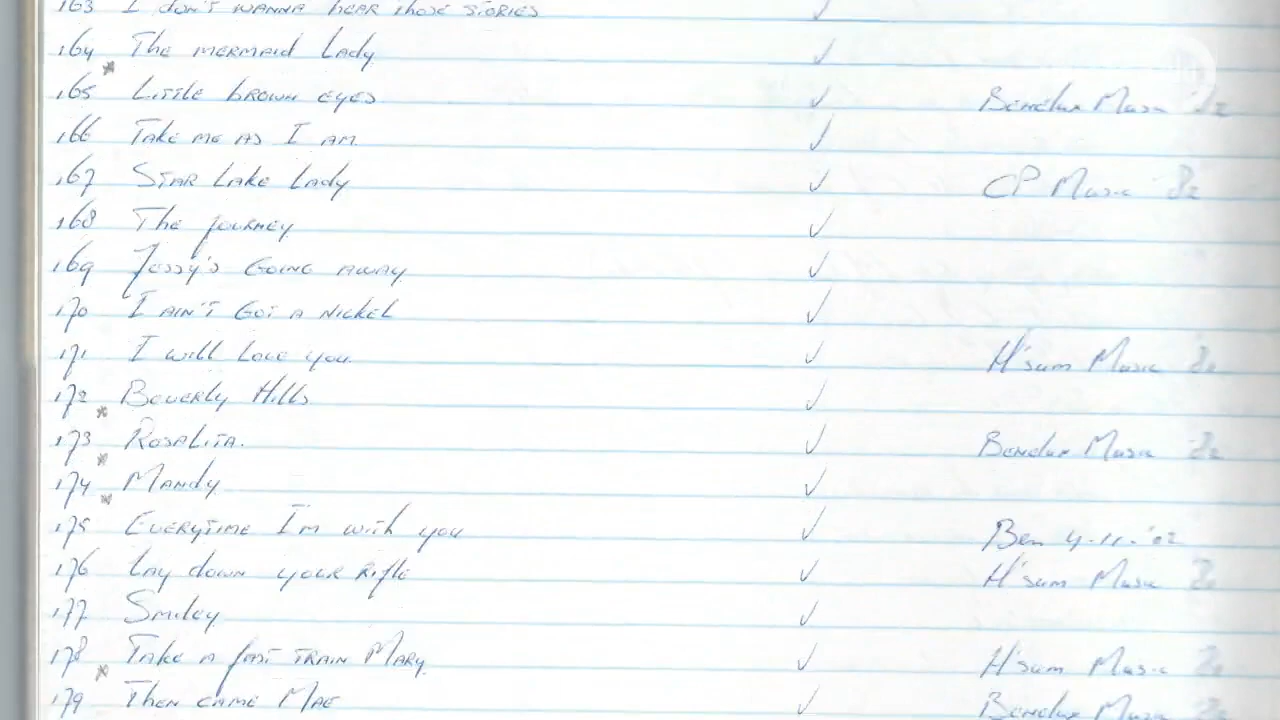 163 I don't wanna hear those stories ✓
164 The mermaid Lady ✓
165 Little brown eyes ✓ Benelux Music
166 Take me as I am ✓
167 Star Lake Lady ✓ CP Music
168 The journey ✓
169 Jessy's Going away ✓
170 I ain't Got a nickel ✓
171 I will Love you ✓ H'sum Music
172 Beverly Hills ✓
173 Rosalita. ✓ Benelux Music
174 Mandy ✓
175 Everytime I'm with you ✓ Ben 4-11-'02
176 Lay down your Rifle ✓ H'sum Music
177 Smiley ✓
178 Take a fast train Mary ✓ H'sum Music
179 Then came Mae ✓ Benelux Music